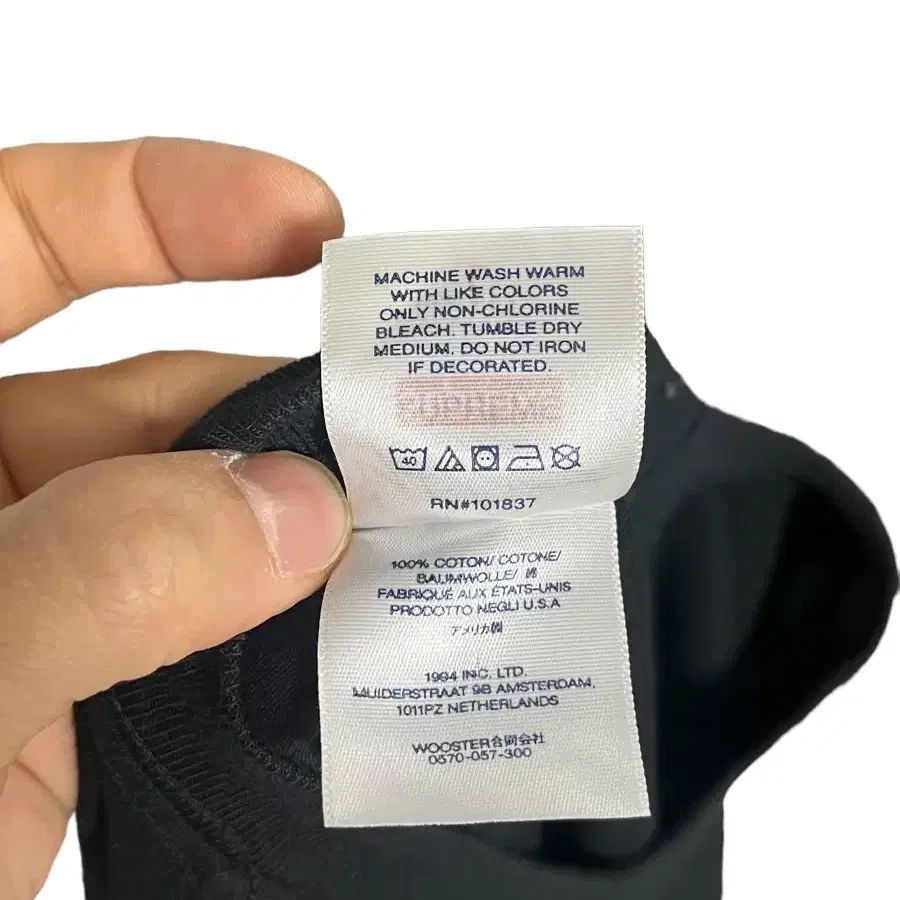 MACHINE WASH WARM
WITH LIKE COLORS
ONLY NON-CHLORINE
BLEACH. TUMBLE DRY
MEDIUM. DO NOT IRON
IF DECORATED.
40
RN#101837
100% COTON/ COTONE/
BAUMWOLLE/ 綿
FABRIQUÉ AUX ÉTATS-UNIS
PRODOTTO NEGLI U.S.A
アメリカ製
1994 INC. LTD.
MUIDERSTRAAT 9B AMSTERDAM,
1011PZ NETHERLANDS
WOOSTER合同会社
0570-057-300